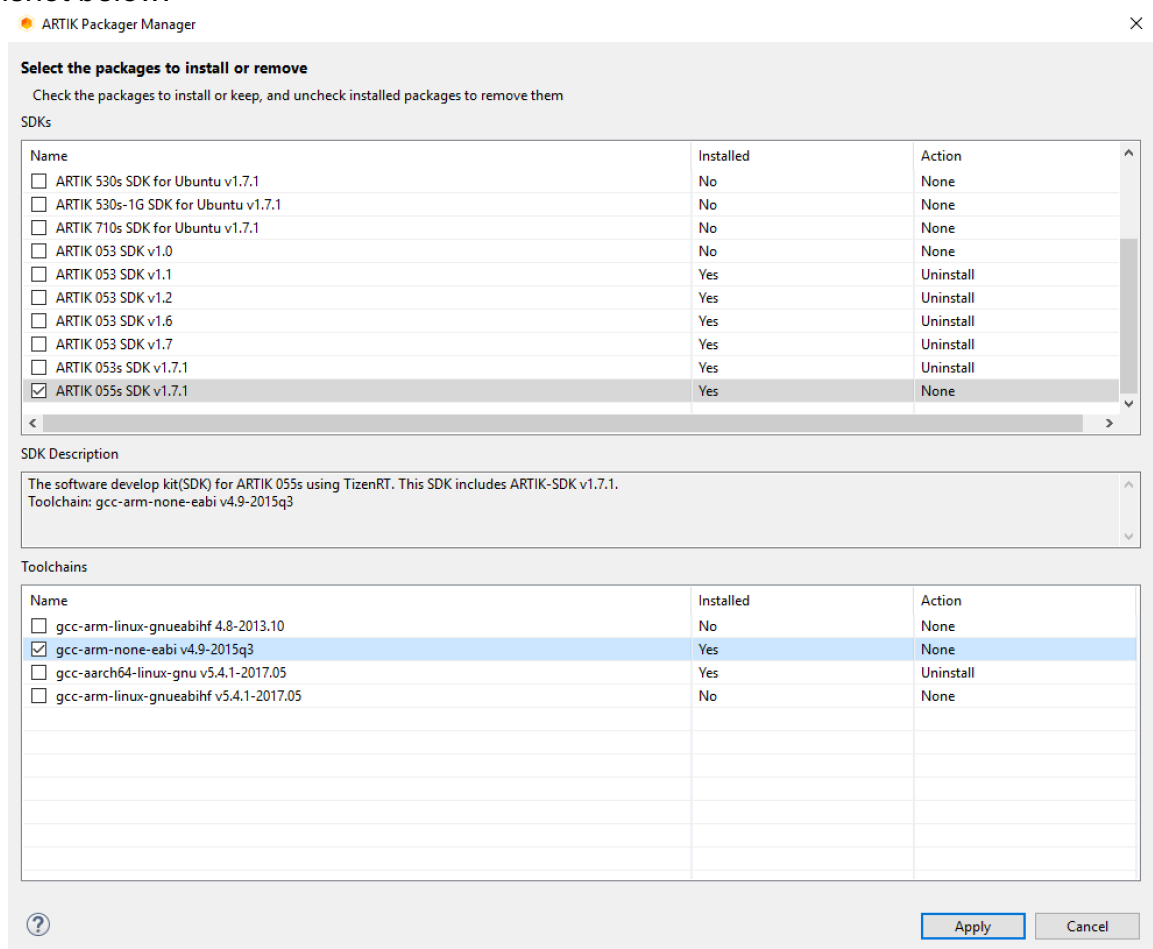 ARTIK Packager Manager
Select the packages to install or remove
Check the packages to install or keep, and uncheck installed packages to remove them
SDKs
Name Installed Action
ARTIK 530s SDK for Ubuntu v1.7.1 No None
ARTIK 530s-1G SDK for Ubuntu v1.7.1 No None
ARTIK 710s SDK for Ubuntu v1.7.1 No None
ARTIK 053 SDK v1.0 No None
ARTIK 053 SDK v1.1 Yes Uninstall
ARTIK 053 SDK v1.2 Yes Uninstall
ARTIK 053 SDK v1.6 Yes Uninstall
ARTIK 053 SDK v1.7 Yes Uninstall
ARTIK 053s SDK v1.7.1 Yes Uninstall
ARTIK 055s SDK v1.7.1 Yes None
SDK Description
The software develop kit(SDK) for ARTIK 055s using TizenRT. This SDK includes ARTIK-SDK v1.7.1.
Toolchain: gcc-arm-none-eabi v4.9-2015q3
Toolchains
Name Installed Action
gcc-arm-linux-gnueabihf 4.8-2013.10 No None
gcc-arm-none-eabi v4.9-2015q3 Yes None
gcc-aarch64-linux-gnu v5.4.1-2017.05 Yes Uninstall
gcc-arm-linux-gnueabihf v5.4.1-2017.05 No None
? Apply Cancel